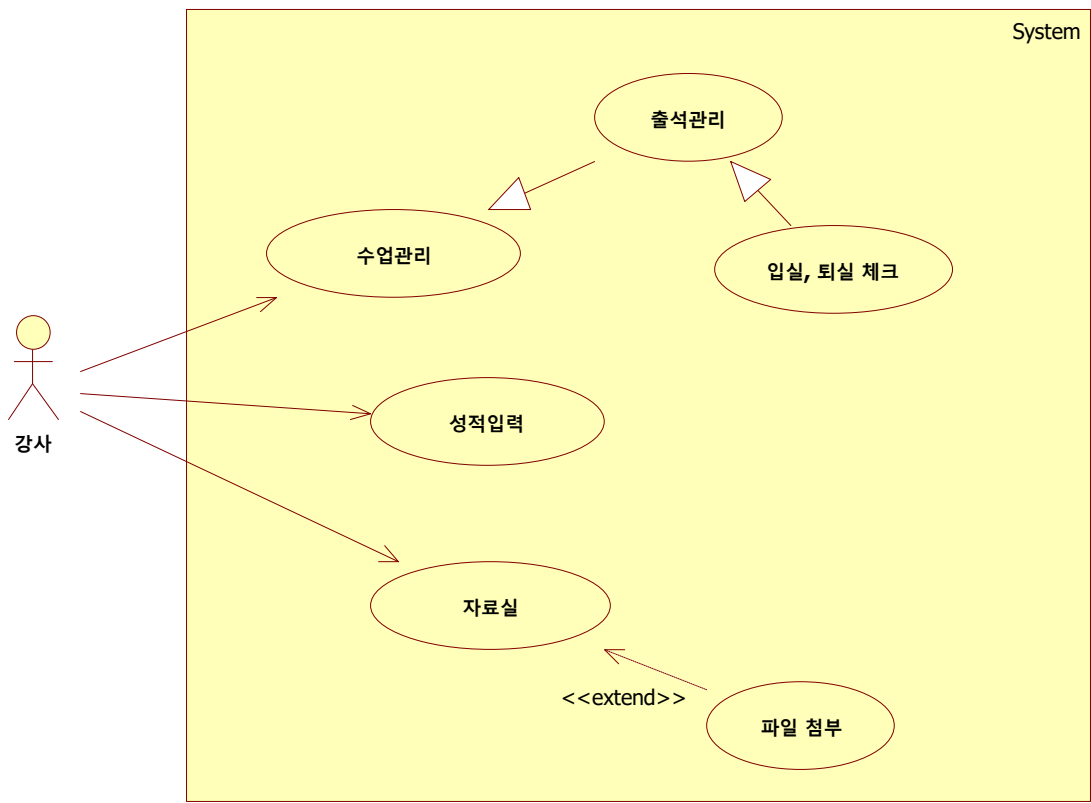 System
출석관리
수업관리
입실, 퇴실 체크
강사
성적입력
자료실
<<extend>>
파일 첨부